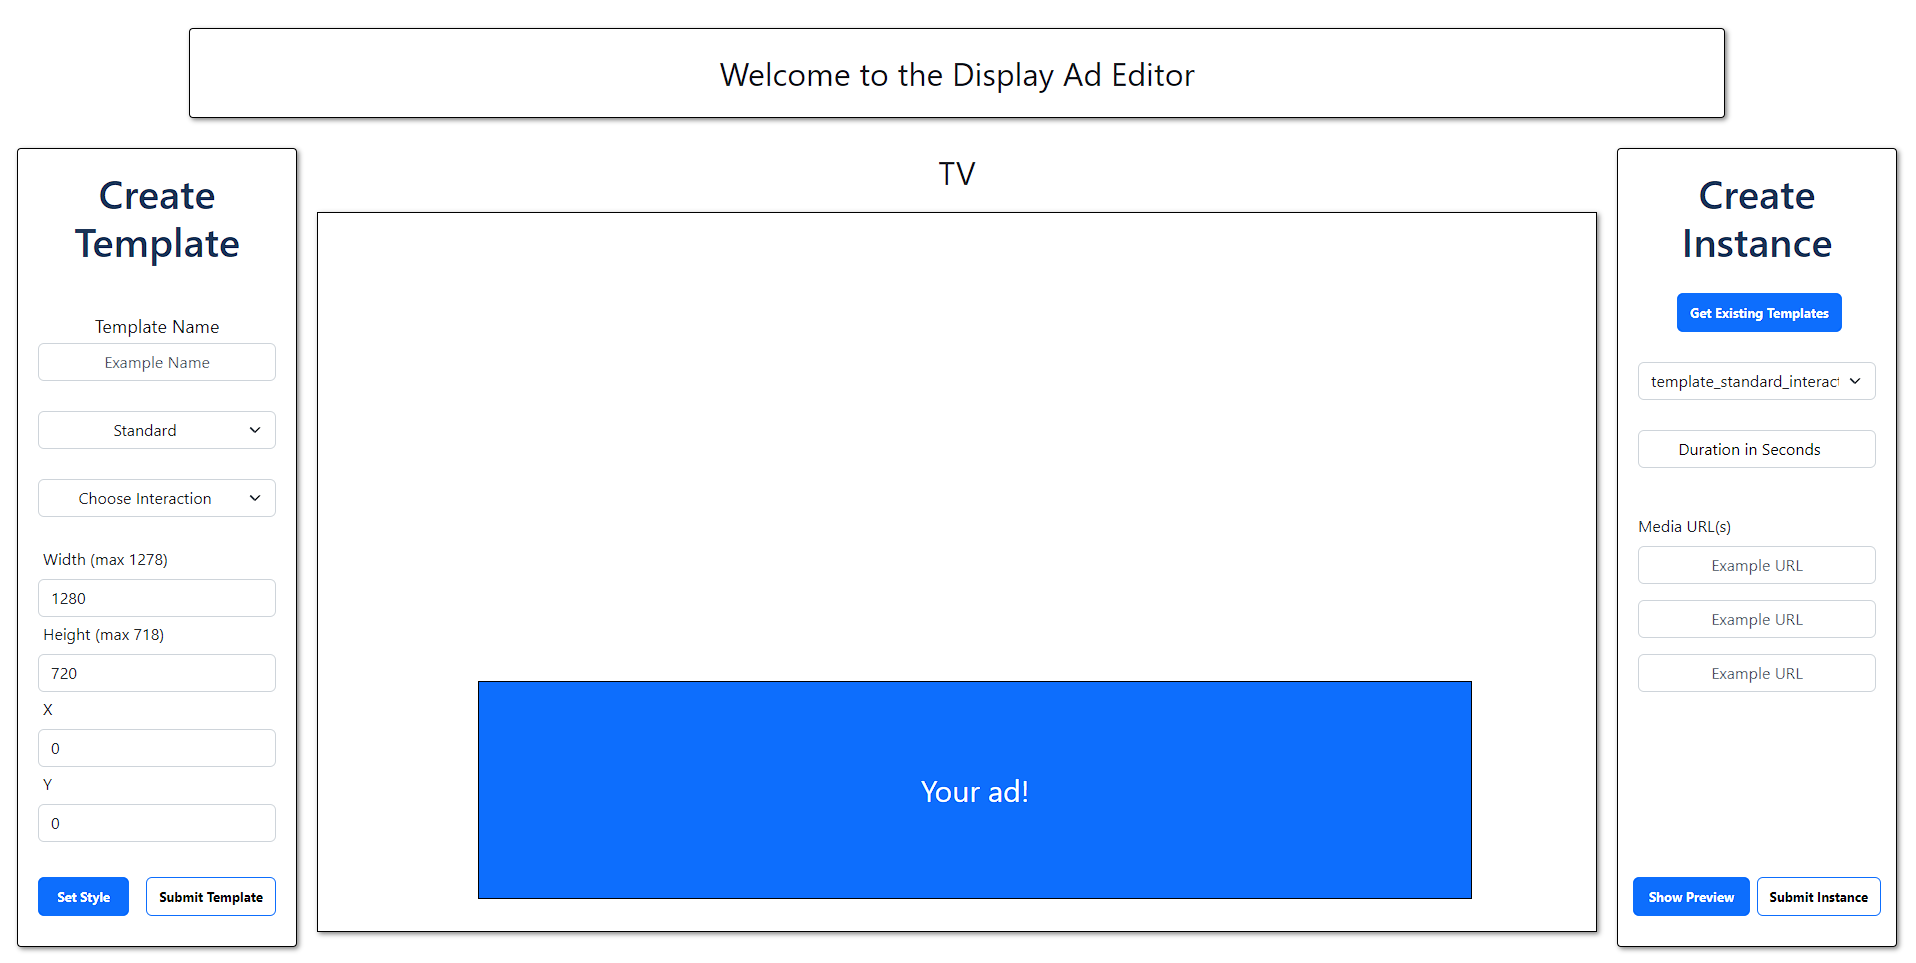 Welcome to the Display Ad Editor
Create
Template
Template Name
Example Name
Standard
Choose Interaction
Width (max 1278)
1280
Height (max 718)
720
X
0
Y
0
Set Style
Submit Template
TV
Your ad!
Create
Instance
Get Existing Templates
template_standard_interact
Duration in Seconds
Media URL(s)
Example URL
Example URL
Example URL
Show Preview
Submit Instance